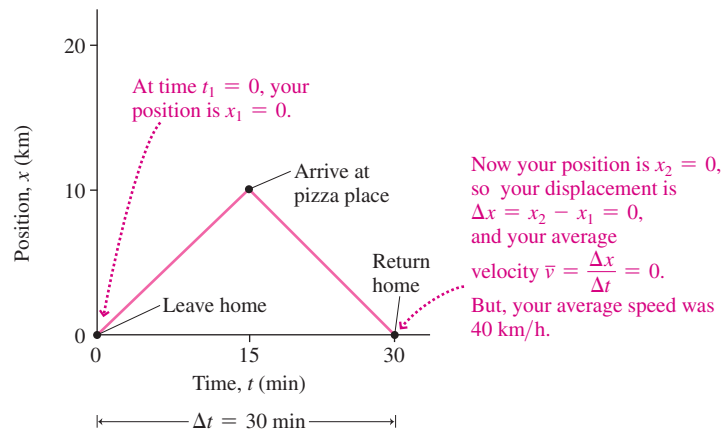 20
At time t₁ = 0, your
position is x₁ = 0.
Position, x (km)
Arrive at
pizza place
10
Now your position is x₂ = 0,
so your displacement is
Δx = x₂ − x₁ = 0,
and your average
velocity v̄ = Δx/Δt = 0.
But, your average speed was
40 km/h.
Return
home
Leave home
0
0
15
30
Time, t (min)
Δt = 30 min